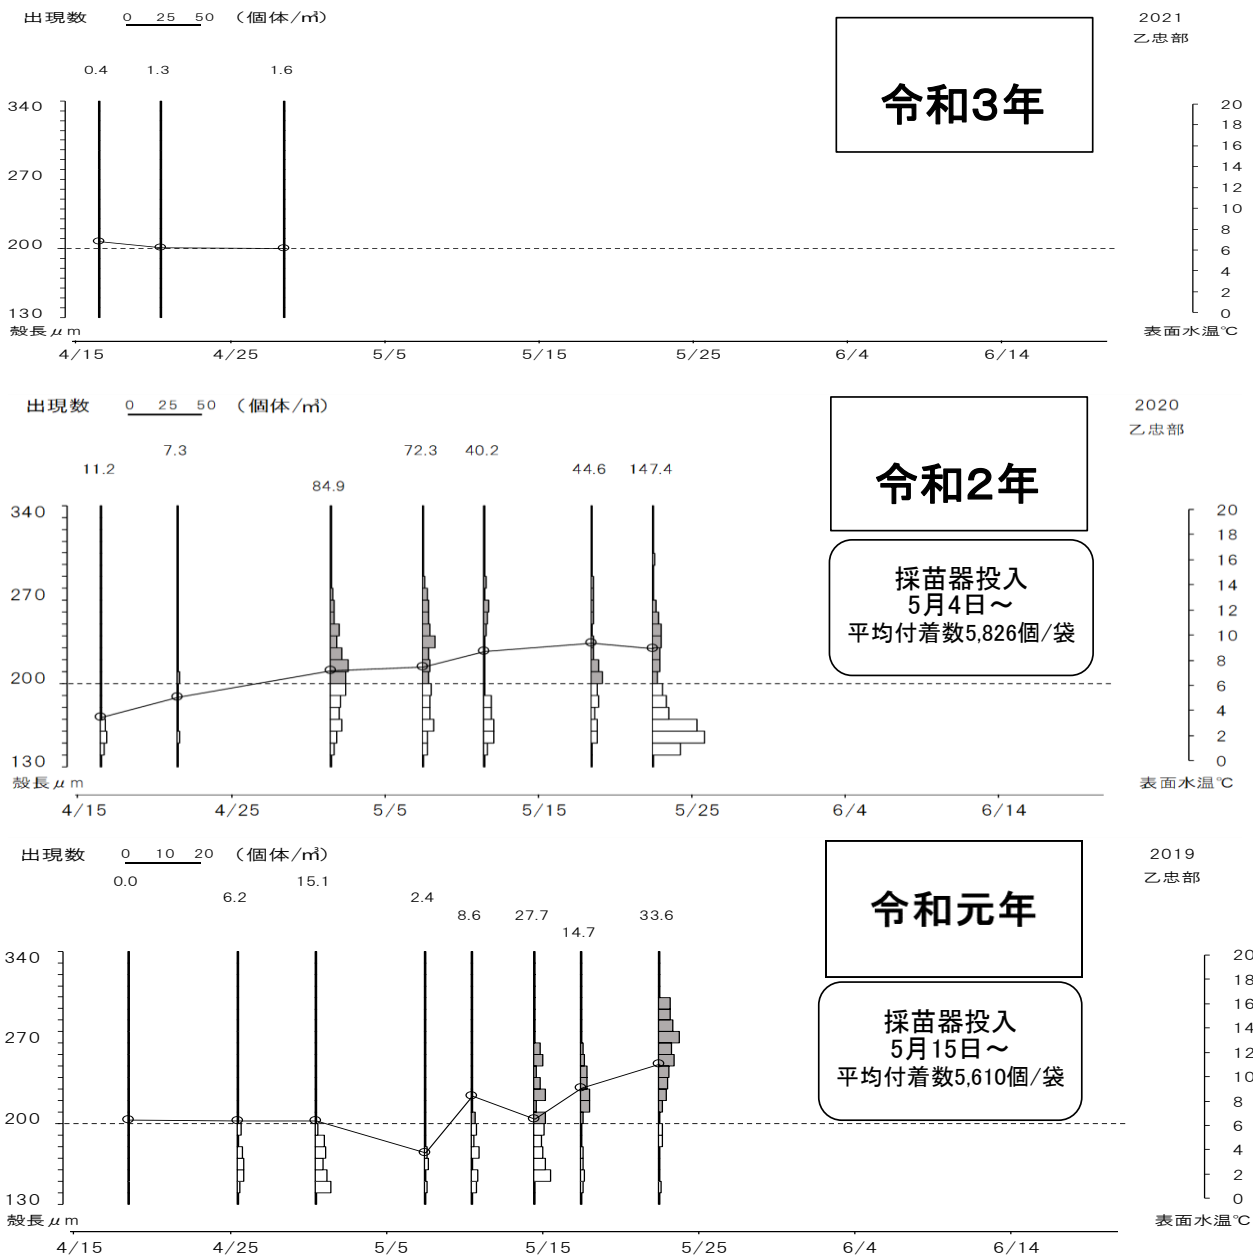 出現数 0 25 50 (個体/㎥)
2021
乙忠部
令和3年
0.4 1.3 1.6
340
270
200
130
殻長μm
20
18
16
14
12
10
8
6
4
2
0
表面水温℃
4/15 4/25 5/5 5/15 5/25 6/4 6/14
出現数 0 25 50 (個体/㎥)
2020
乙忠部
令和2年
採苗器投入
5月4日～
平均付着数5,826個/袋
11.2 7.3 84.9 72.3 40.2 44.6 147.4
340
270
200
130
殻長μm
20
18
16
14
12
10
8
6
4
2
0
表面水温℃
4/15 4/25 5/5 5/15 5/25 6/4 6/14
出現数 0 10 20 (個体/㎥)
2019
乙忠部
令和元年
採苗器投入
5月15日～
平均付着数5,610個/袋
0.0 6.2 15.1 2.4 8.6 27.7 14.7 33.6
340
270
200
130
殻長μm
20
18
16
14
12
10
8
6
4
2
0
表面水温℃
4/15 4/25 5/5 5/15 5/25 6/4 6/14